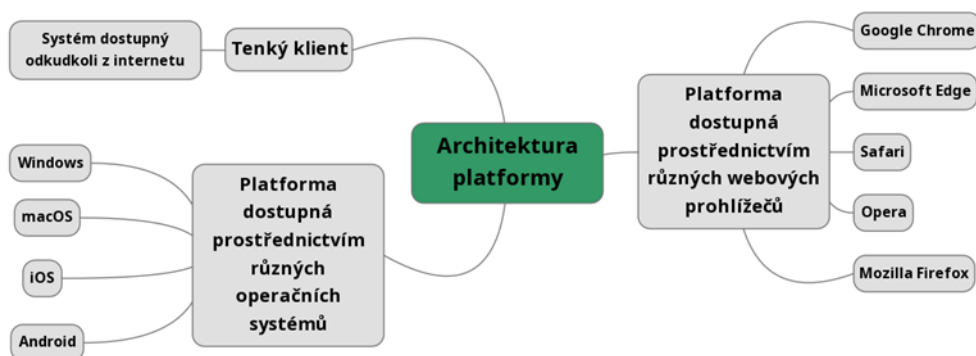 Systém dostupný
odkudkoli z internetu
Tenký klient
Architektura
platformy
Platforma
dostupná
prostřednictvím
různých webových
prohlížečů
Google Chrome
Microsoft Edge
Safari
Opera
Mozilla Firefox
Platforma
dostupná
prostřednictvím
různých
operačních
systémů
Windows
macOS
iOS
Android